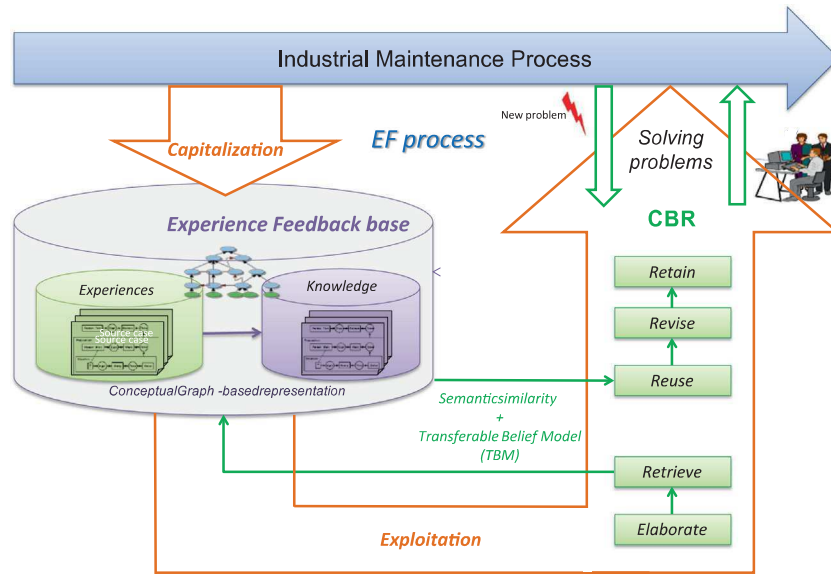 Industrial Maintenance Process
New problem
Capitalization
EF process
Solving
problems
CBR
Experience Feedback base
Experiences
Knowledge
Source case
Source case
ConceptualGraph -basedrepresentation
Retain
Revise
Reuse
Semanticsimilarity
+
Transferable Belief Model
(TBM)
Retrieve
Elaborate
Exploitation